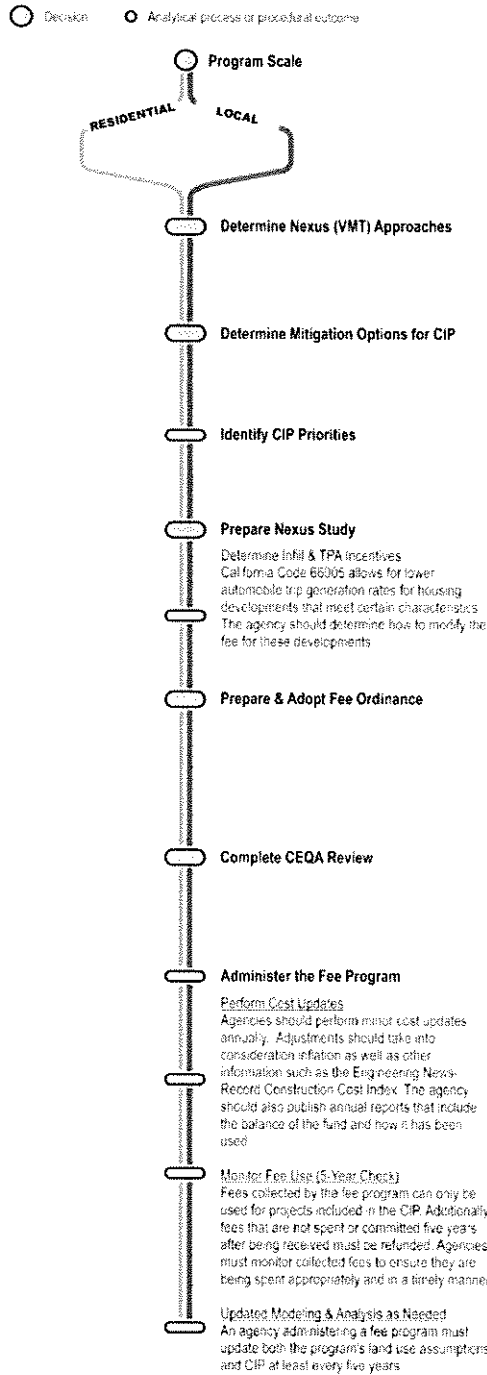 Decision
Analytical process or procedural outcome
Program Scale
RESIDENTIAL
LOCAL
Determine Nexus (VMT) Approaches
Determine Mitigation Options for CIP
Identify CIP Priorities
Prepare Nexus Study
Determine Infill & TPA Incentives
California Code 66005 allows for lower
automobile trip generation rates for housing
developments that meet certain characteristics
The agency should determine how to modify the
fee for these developments
Prepare & Adopt Fee Ordinance
Complete CEQA Review
Administer the Fee Program
Perform Cost Updates
Agencies should perform minor cost updates
annually. Adjustments should take into
consideration inflation as well as other
information such as the Engineering News-
Record Construction Cost Index. The agency
should also publish annual reports that include
the balance of the fund and how it has been
used
Monitor Fee Use (5-Year Check)
Fees collected by the fee program can only be
used for projects included in the CIP. Additionally
fees that are not spent or committed five years
after being received must be refunded. Agencies
must monitor collected fees to ensure they are
being spent appropriately and in a timely manner
Updated Modeling & Analysis as Needed
An agency administering a fee program must
update both the program's land use assumptions
and CIP at least every five years